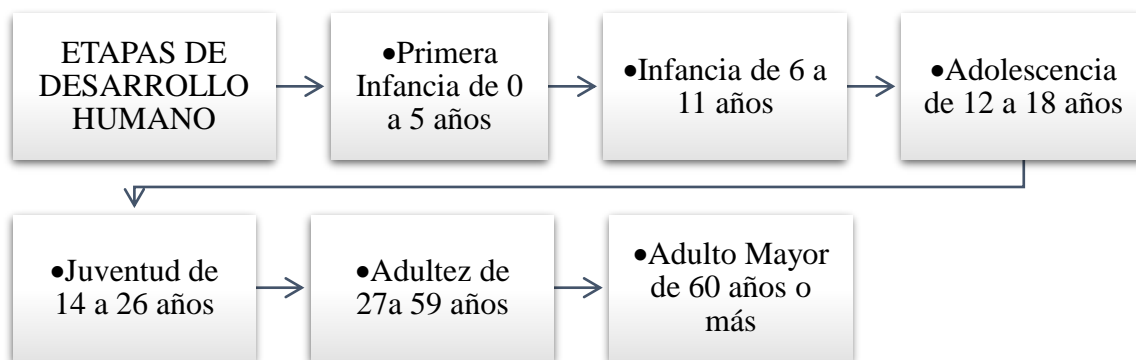 ETAPAS DE
DESARROLLO
HUMANO
•Primera
Infancia de 0
a 5 años
•Infancia de 6 a
11 años
•Adolescencia
de 12 a 18 años
•Juventud de
14 a 26 años
•Adultez de
27a 59 años
•Adulto Mayor
de 60 años o
más